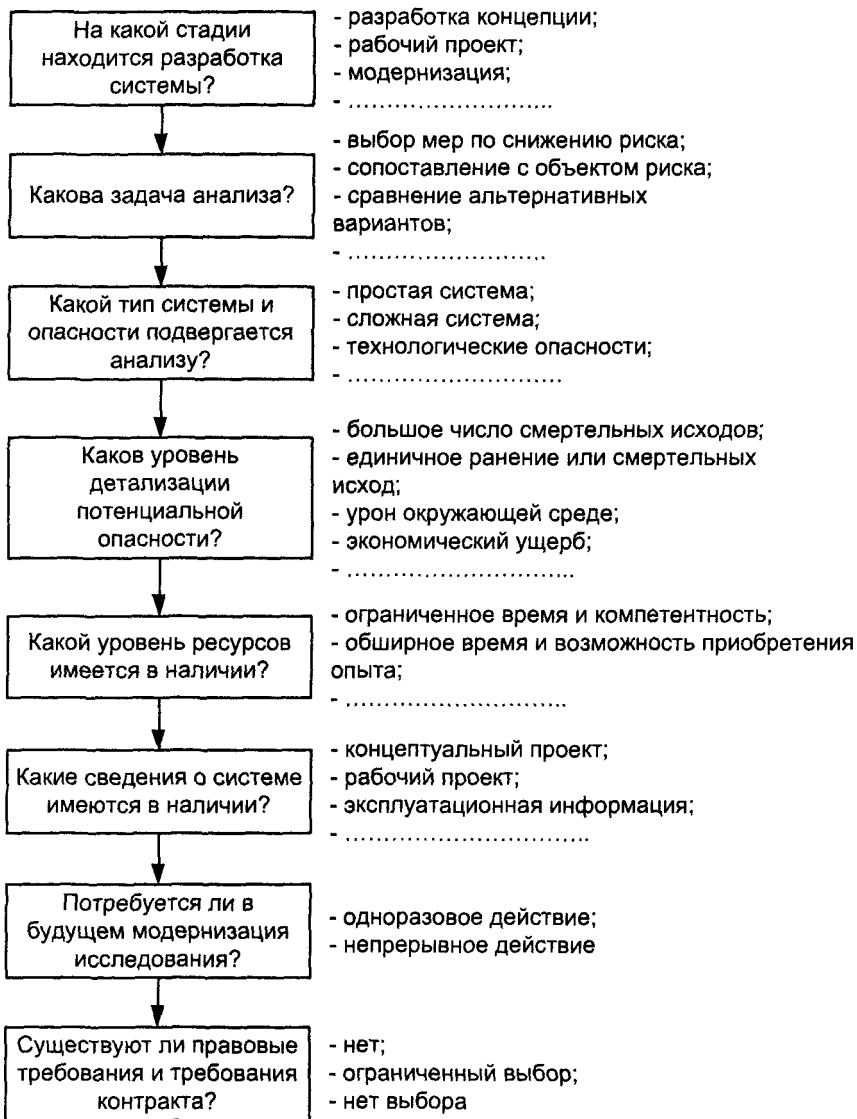 На какой стадии
находится разработка
системы?
- разработка концепции;
- рабочий проект;
- модернизация;
- ............................
Какова задача анализа?
- выбор мер по снижению риска;
- сопоставление с объектом риска;
- сравнение альтернативных
вариантов;
- ............................
Какой тип системы и
опасности подвергается
анализу?
- простая система;
- сложная система;
- технологические опасности;
- ............................
Каков уровень
детализации
потенциальной
опасности?
- большое число смертельных исходов;
- единичное ранение или смертельных
исход;
- урон окружающей среде;
- экономический ущерб;
- ............................
Какой уровень ресурсов
имеется в наличии?
- ограниченное время и компетентность;
- обширное время и возможность приобретения
опыта;
- ............................
Какие сведения о системе
имеются в наличии?
- концептуальный проект;
- рабочий проект;
- эксплуатационная информация;
- ............................
Потребуется ли в
будущем модернизация
исследования?
- одноразовое действие;
- непрерывное действие
Существуют ли правовые
требования и требования
контракта?
- нет;
- ограниченный выбор;
- нет выбора